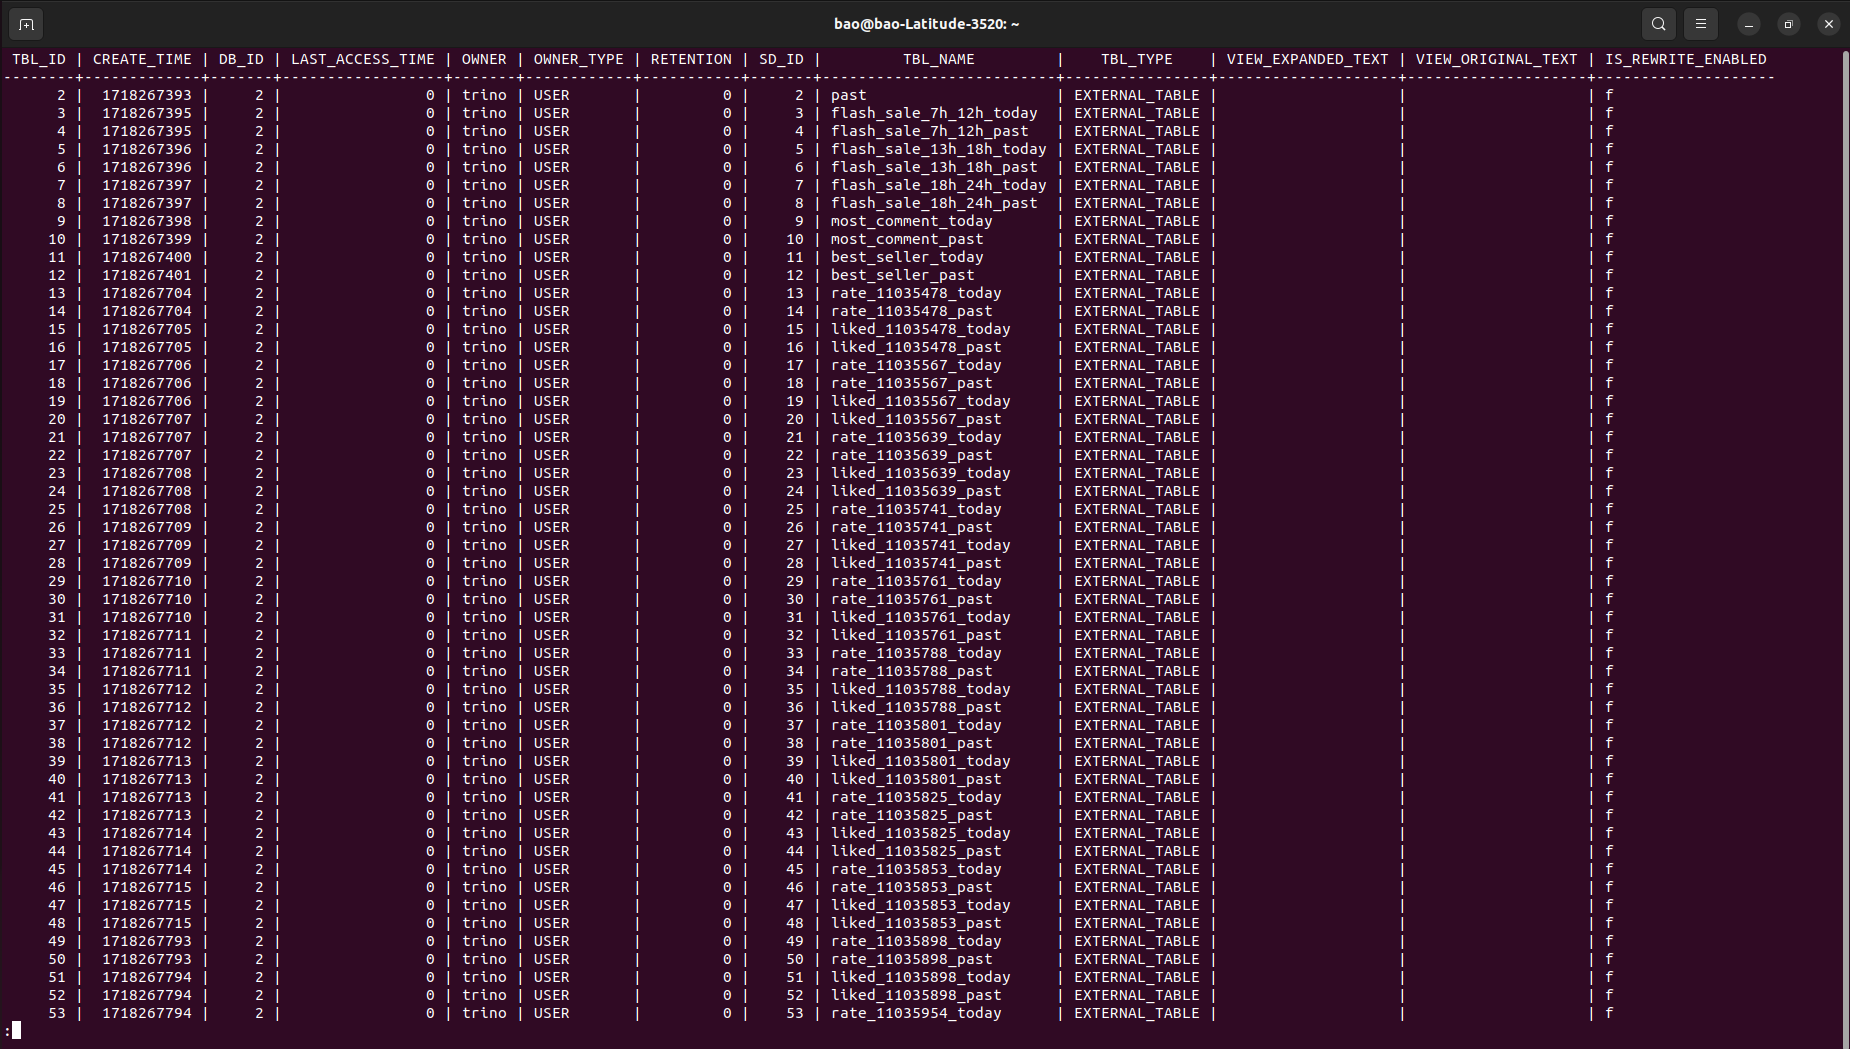 bao@bao-Latitude-3520: ~
TBL_ID | CREATE_TIME | DB_ID | LAST_ACCESS_TIME | OWNER | OWNER_TYPE | RETENTION | SD_ID | TBL_NAME | TBL_TYPE | VIEW_EXPANDED_TEXT | VIEW_ORIGINAL_TEXT | IS_REWRITE_ENABLED
--------+-------------+-------+------------------+-------+------------+-----------+-------+--------------------------+----------------+--------------------+--------------------+--------------------
2 | 1718267393 | 2 | 0 | trino | USER | 0 | 2 | past | EXTERNAL_TABLE | | | f
3 | 1718267395 | 2 | 0 | trino | USER | 0 | 3 | flash_sale_7h_12h_today | EXTERNAL_TABLE | | | f
4 | 1718267395 | 2 | 0 | trino | USER | 0 | 4 | flash_sale_7h_12h_past | EXTERNAL_TABLE | | | f
5 | 1718267396 | 2 | 0 | trino | USER | 0 | 5 | flash_sale_13h_18h_today | EXTERNAL_TABLE | | | f
6 | 1718267396 | 2 | 0 | trino | USER | 0 | 6 | flash_sale_13h_18h_past | EXTERNAL_TABLE | | | f
7 | 1718267397 | 2 | 0 | trino | USER | 0 | 7 | flash_sale_18h_24h_today | EXTERNAL_TABLE | | | f
8 | 1718267397 | 2 | 0 | trino | USER | 0 | 8 | flash_sale_18h_24h_past | EXTERNAL_TABLE | | | f
9 | 1718267398 | 2 | 0 | trino | USER | 0 | 9 | most_comment_today | EXTERNAL_TABLE | | | f
10 | 1718267399 | 2 | 0 | trino | USER | 0 | 10 | most_comment_past | EXTERNAL_TABLE | | | f
11 | 1718267400 | 2 | 0 | trino | USER | 0 | 11 | best_seller_today | EXTERNAL_TABLE | | | f
12 | 1718267401 | 2 | 0 | trino | USER | 0 | 12 | best_seller_past | EXTERNAL_TABLE | | | f
13 | 1718267704 | 2 | 0 | trino | USER | 0 | 13 | rate_11035478_today | EXTERNAL_TABLE | | | f
14 | 1718267704 | 2 | 0 | trino | USER | 0 | 14 | rate_11035478_past | EXTERNAL_TABLE | | | f
15 | 1718267705 | 2 | 0 | trino | USER | 0 | 15 | liked_11035478_today | EXTERNAL_TABLE | | | f
16 | 1718267705 | 2 | 0 | trino | USER | 0 | 16 | liked_11035478_past | EXTERNAL_TABLE | | | f
17 | 1718267706 | 2 | 0 | trino | USER | 0 | 17 | rate_11035567_today | EXTERNAL_TABLE | | | f
18 | 1718267706 | 2 | 0 | trino | USER | 0 | 18 | rate_11035567_past | EXTERNAL_TABLE | | | f
19 | 1718267706 | 2 | 0 | trino | USER | 0 | 19 | liked_11035567_today | EXTERNAL_TABLE | | | f
20 | 1718267707 | 2 | 0 | trino | USER | 0 | 20 | liked_11035567_past | EXTERNAL_TABLE | | | f
21 | 1718267707 | 2 | 0 | trino | USER | 0 | 21 | rate_11035639_today | EXTERNAL_TABLE | | | f
22 | 1718267707 | 2 | 0 | trino | USER | 0 | 22 | rate_11035639_past | EXTERNAL_TABLE | | | f
23 | 1718267708 | 2 | 0 | trino | USER | 0 | 23 | liked_11035639_today | EXTERNAL_TABLE | | | f
24 | 1718267708 | 2 | 0 | trino | USER | 0 | 24 | liked_11035639_past | EXTERNAL_TABLE | | | f
25 | 1718267708 | 2 | 0 | trino | USER | 0 | 25 | rate_11035741_today | EXTERNAL_TABLE | | | f
26 | 1718267709 | 2 | 0 | trino | USER | 0 | 26 | rate_11035741_past | EXTERNAL_TABLE | | | f
27 | 1718267709 | 2 | 0 | trino | USER | 0 | 27 | liked_11035741_today | EXTERNAL_TABLE | | | f
28 | 1718267709 | 2 | 0 | trino | USER | 0 | 28 | liked_11035741_past | EXTERNAL_TABLE | | | f
29 | 1718267710 | 2 | 0 | trino | USER | 0 | 29 | rate_11035761_today | EXTERNAL_TABLE | | | f
30 | 1718267710 | 2 | 0 | trino | USER | 0 | 30 | rate_11035761_past | EXTERNAL_TABLE | | | f
31 | 1718267710 | 2 | 0 | trino | USER | 0 | 31 | liked_11035761_today | EXTERNAL_TABLE | | | f
32 | 1718267711 | 2 | 0 | trino | USER | 0 | 32 | liked_11035761_past | EXTERNAL_TABLE | | | f
33 | 1718267711 | 2 | 0 | trino | USER | 0 | 33 | rate_11035788_today | EXTERNAL_TABLE | | | f
34 | 1718267711 | 2 | 0 | trino | USER | 0 | 34 | rate_11035788_past | EXTERNAL_TABLE | | | f
35 | 1718267712 | 2 | 0 | trino | USER | 0 | 35 | liked_11035788_today | EXTERNAL_TABLE | | | f
36 | 1718267712 | 2 | 0 | trino | USER | 0 | 36 | liked_11035788_past | EXTERNAL_TABLE | | | f
37 | 1718267712 | 2 | 0 | trino | USER | 0 | 37 | rate_11035801_today | EXTERNAL_TABLE | | | f
38 | 1718267712 | 2 | 0 | trino | USER | 0 | 38 | rate_11035801_past | EXTERNAL_TABLE | | | f
39 | 1718267713 | 2 | 0 | trino | USER | 0 | 39 | liked_11035801_today | EXTERNAL_TABLE | | | f
40 | 1718267713 | 2 | 0 | trino | USER | 0 | 40 | liked_11035801_past | EXTERNAL_TABLE | | | f
41 | 1718267713 | 2 | 0 | trino | USER | 0 | 41 | rate_11035825_today | EXTERNAL_TABLE | | | f
42 | 1718267713 | 2 | 0 | trino | USER | 0 | 42 | rate_11035825_past | EXTERNAL_TABLE | | | f
43 | 1718267714 | 2 | 0 | trino | USER | 0 | 43 | liked_11035825_today | EXTERNAL_TABLE | | | f
44 | 1718267714 | 2 | 0 | trino | USER | 0 | 44 | liked_11035825_past | EXTERNAL_TABLE | | | f
45 | 1718267714 | 2 | 0 | trino | USER | 0 | 45 | rate_11035853_today | EXTERNAL_TABLE | | | f
46 | 1718267715 | 2 | 0 | trino | USER | 0 | 46 | rate_11035853_past | EXTERNAL_TABLE | | | f
47 | 1718267715 | 2 | 0 | trino | USER | 0 | 47 | liked_11035853_today | EXTERNAL_TABLE | | | f
48 | 1718267715 | 2 | 0 | trino | USER | 0 | 48 | liked_11035853_past | EXTERNAL_TABLE | | | f
49 | 1718267793 | 2 | 0 | trino | USER | 0 | 49 | rate_11035898_today | EXTERNAL_TABLE | | | f
50 | 1718267793 | 2 | 0 | trino | USER | 0 | 50 | rate_11035898_past | EXTERNAL_TABLE | | | f
51 | 1718267794 | 2 | 0 | trino | USER | 0 | 51 | liked_11035898_today | EXTERNAL_TABLE | | | f
52 | 1718267794 | 2 | 0 | trino | USER | 0 | 52 | liked_11035898_past | EXTERNAL_TABLE | | | f
53 | 1718267794 | 2 | 0 | trino | USER | 0 | 53 | rate_11035954_today | EXTERNAL_TABLE | | | f
: